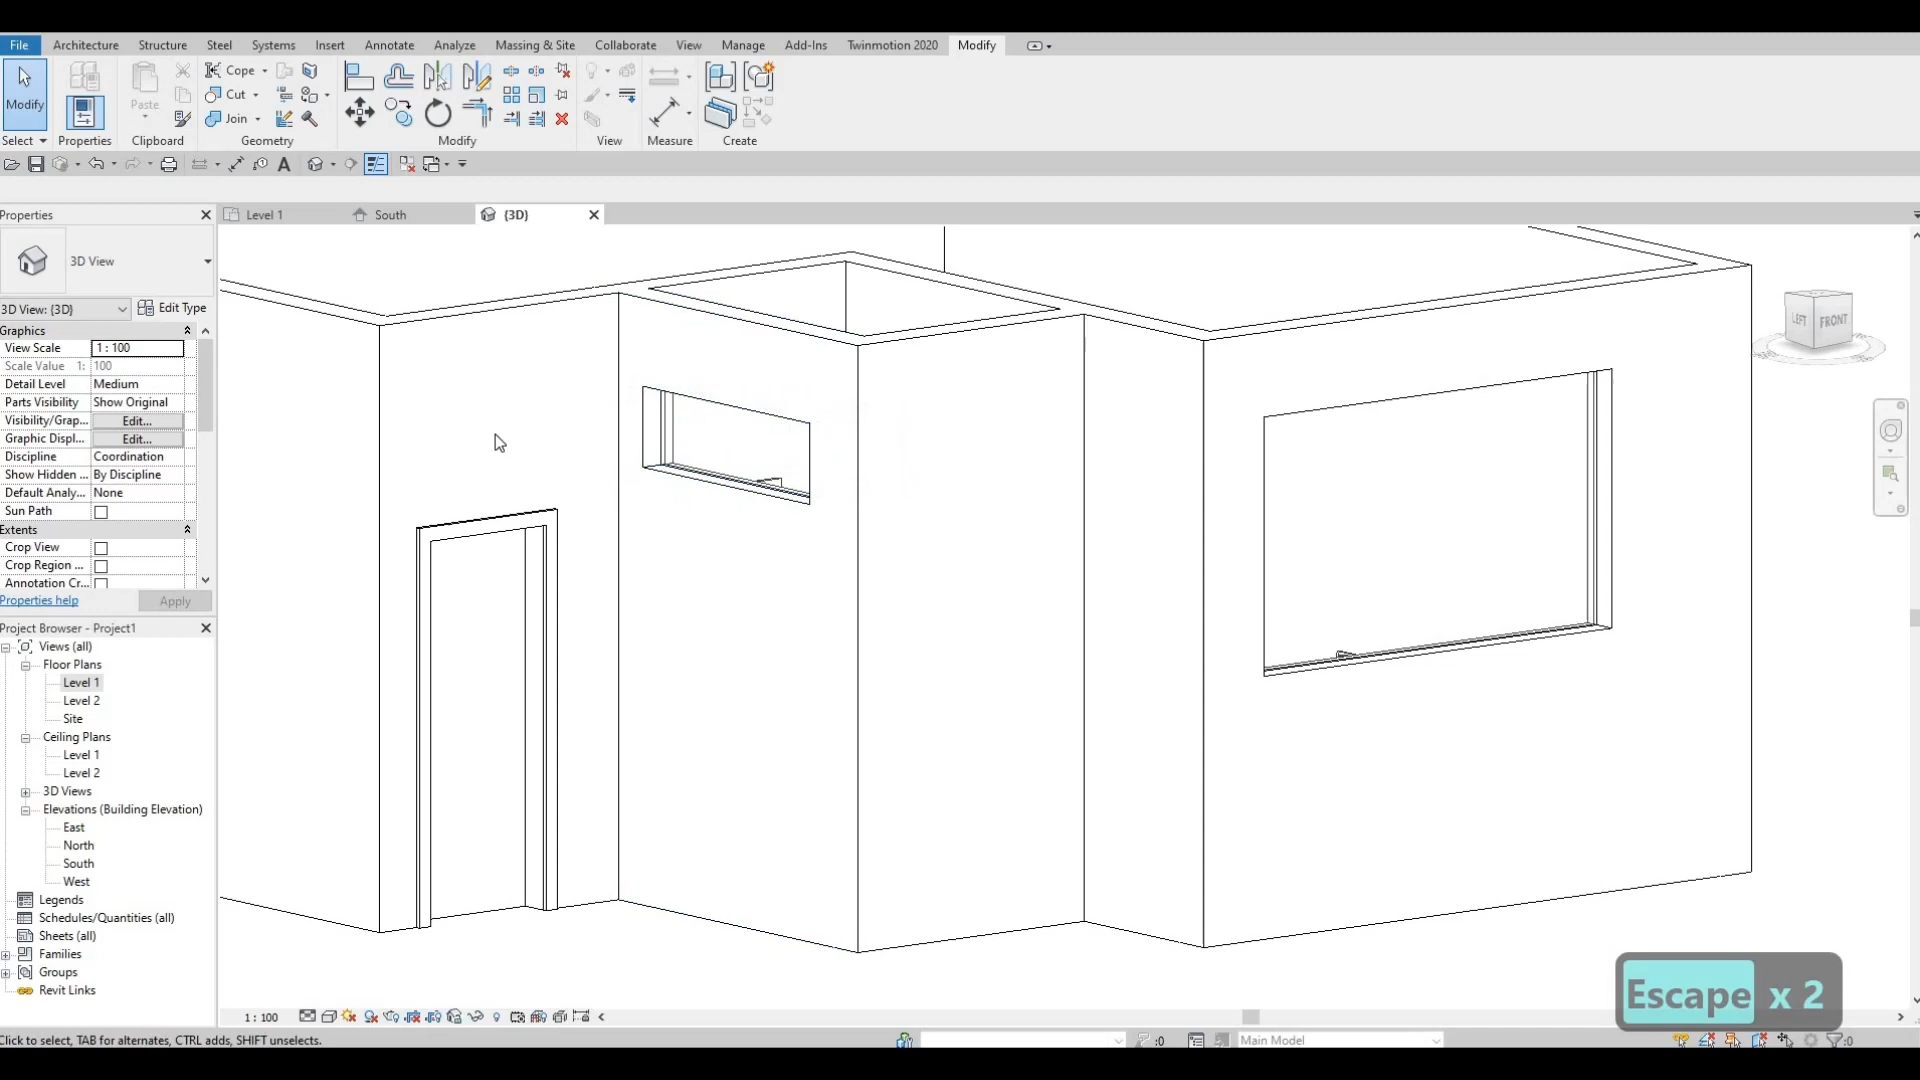 File Architecture Structure Steel Systems Insert Annotate Analyze Massing & Site Collaborate View Manage Add-Ins Twinmotion 2020 Modify
Modify
Paste
Cope
Cut
Join
Select Properties Clipboard Geometry Modify View Measure Create
Properties
Level 1
South
{3D}
3D View
3D View: {3D}
Edit Type
Graphics
View Scale 1 : 100
Scale Value 1: 100
Detail Level Medium
Parts Visibility Show Original
Visibility/Grap... Edit...
Graphic Displ... Edit...
Discipline Coordination
Show Hidden ... By Discipline
Default Analy... None
Sun Path
Extents
Crop View
Crop Region ...
Annotation Cr...
Properties help
Apply
Project Browser - Project1
Views (all)
Floor Plans
Level 1
Level 2
Site
Ceiling Plans
Level 1
Level 2
3D Views
Elevations (Building Elevation)
East
North
South
West
Legends
Schedules/Quantities (all)
Sheets (all)
Families
Groups
Revit Links
LEFT FRONT
Escape x 2
1 : 100
Click to select, TAB for alternates, CTRL adds, SHIFT unselects.
:0
Main Model
:0